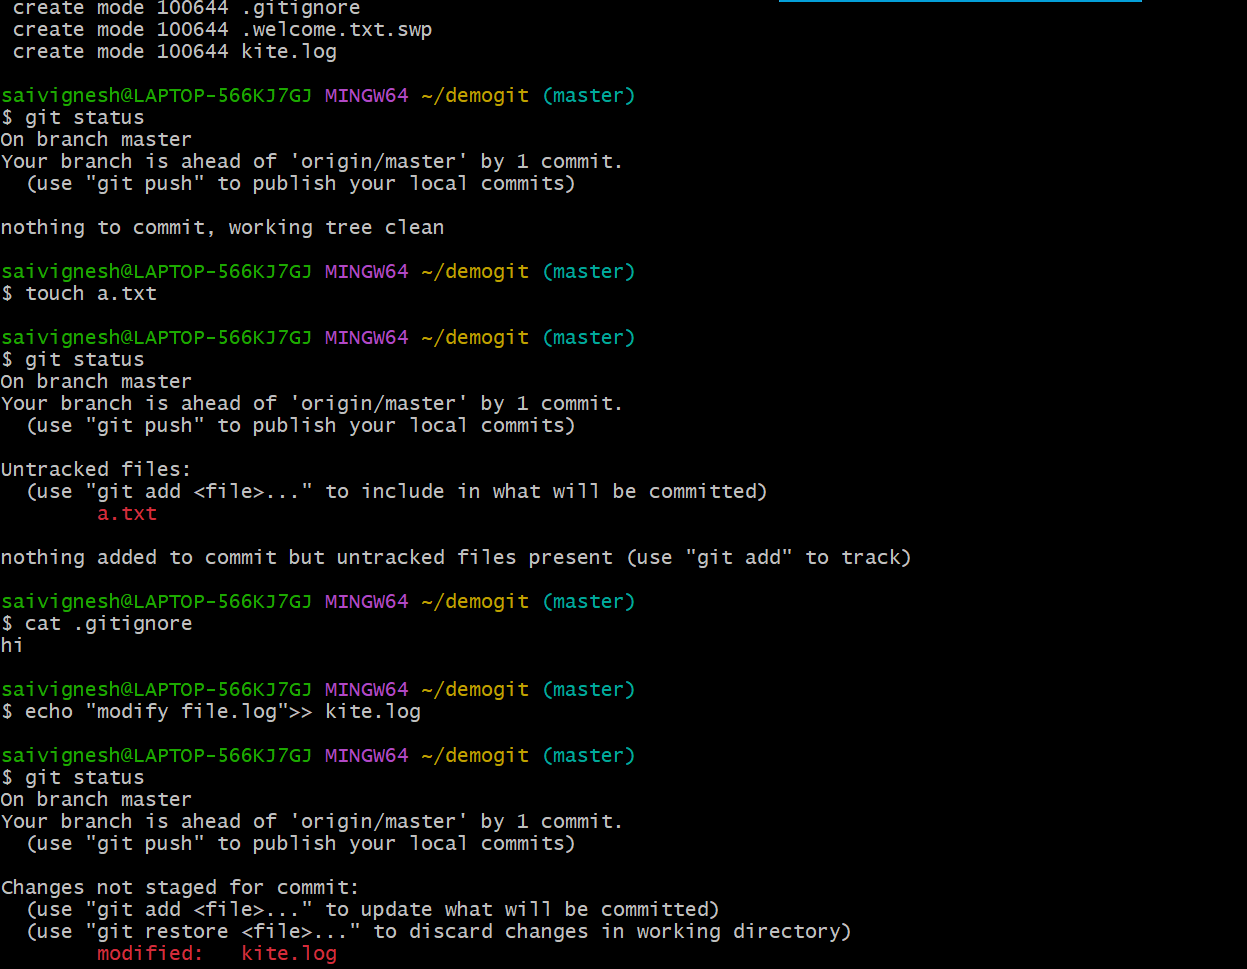 create mode 100644 .gitignore
create mode 100644 .welcome.txt.swp
create mode 100644 kite.log
saivignesh@LAPTOP-566KJ7GJ MINGW64 ~/demogit (master)
$ git status
On branch master
Your branch is ahead of 'origin/master' by 1 commit.
(use "git push" to publish your local commits)
nothing to commit, working tree clean
saivignesh@LAPTOP-566KJ7GJ MINGW64 ~/demogit (master)
$ touch a.txt
saivignesh@LAPTOP-566KJ7GJ MINGW64 ~/demogit (master)
$ git status
On branch master
Your branch is ahead of 'origin/master' by 1 commit.
(use "git push" to publish your local commits)
Untracked files:
(use "git add <file>..." to include in what will be committed)
a.txt
nothing added to commit but untracked files present (use "git add" to track)
saivignesh@LAPTOP-566KJ7GJ MINGW64 ~/demogit (master)
$ cat .gitignore
hi
saivignesh@LAPTOP-566KJ7GJ MINGW64 ~/demogit (master)
$ echo "modify file.log">> kite.log
saivignesh@LAPTOP-566KJ7GJ MINGW64 ~/demogit (master)
$ git status
On branch master
Your branch is ahead of 'origin/master' by 1 commit.
(use "git push" to publish your local commits)
Changes not staged for commit:
(use "git add <file>..." to update what will be committed)
(use "git restore <file>..." to discard changes in working directory)
modified:   kite.log